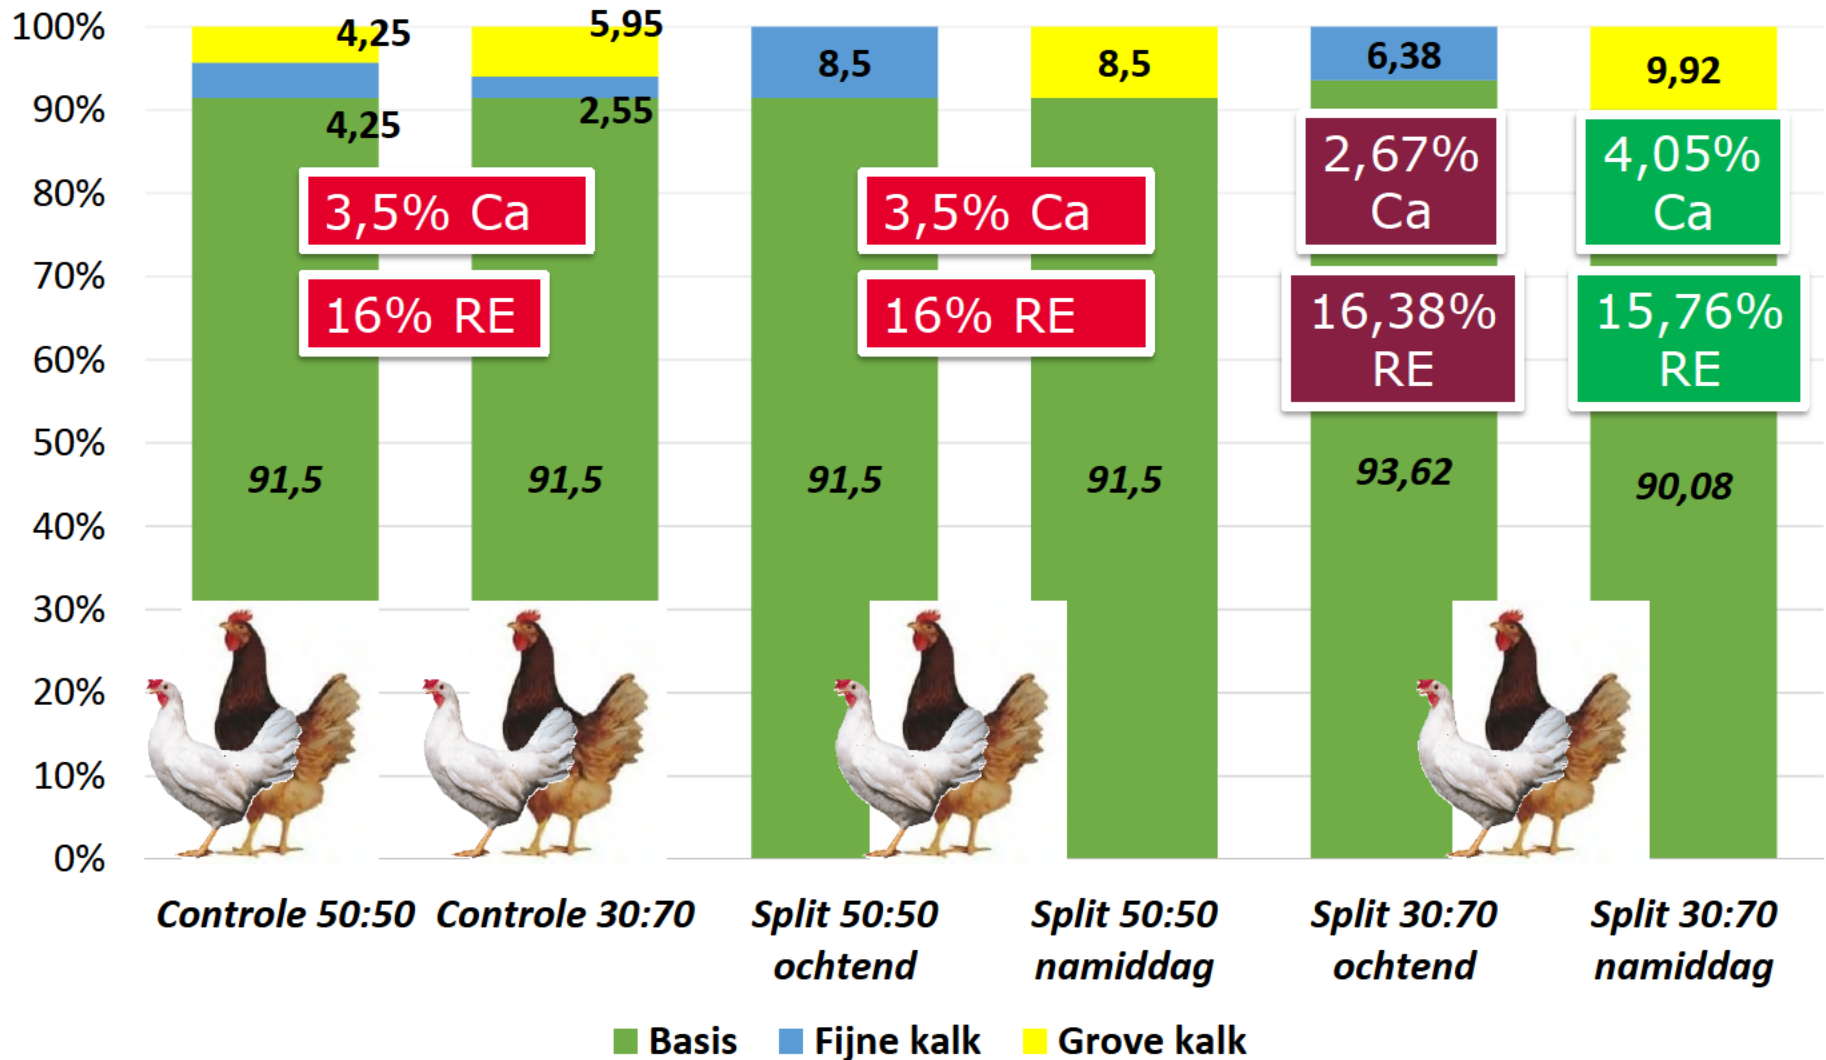 100%
90%
80%
70%
60%
50%
40%
30%
20%
10%
0%
4,25
4,25
91,5
5,95
2,55
91,5
8,5
91,5
8,5
91,5
6,38
93,62
9,92
90,08
3,5% Ca
16% RE
3,5% Ca
16% RE
2,67%
Ca
16,38%
RE
4,05%
Ca
15,76%
RE
Controle 50:50
Controle 30:70
Split 50:50
ochtend
Split 50:50
namiddag
Split 30:70
ochtend
Split 30:70
namiddag
Basis
Fijne kalk
Grove kalk